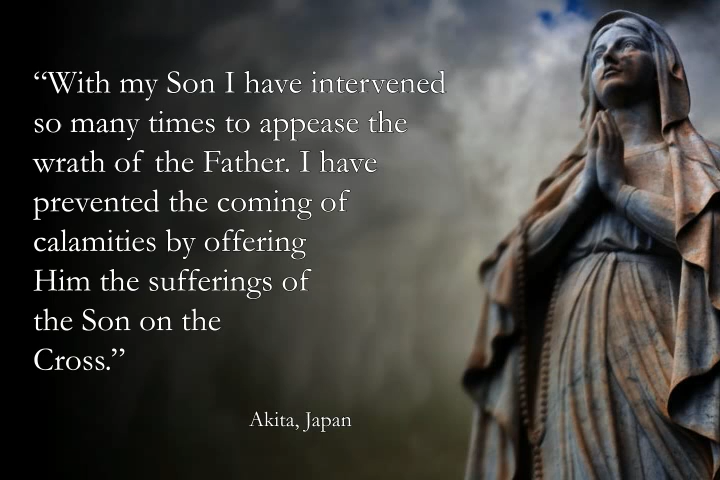 “With my Son I have intervened
so many times to appease the
wrath of the Father. I have
prevented the coming of
calamities by offering
Him the sufferings of
the Son on the
Cross.”
Akita, Japan